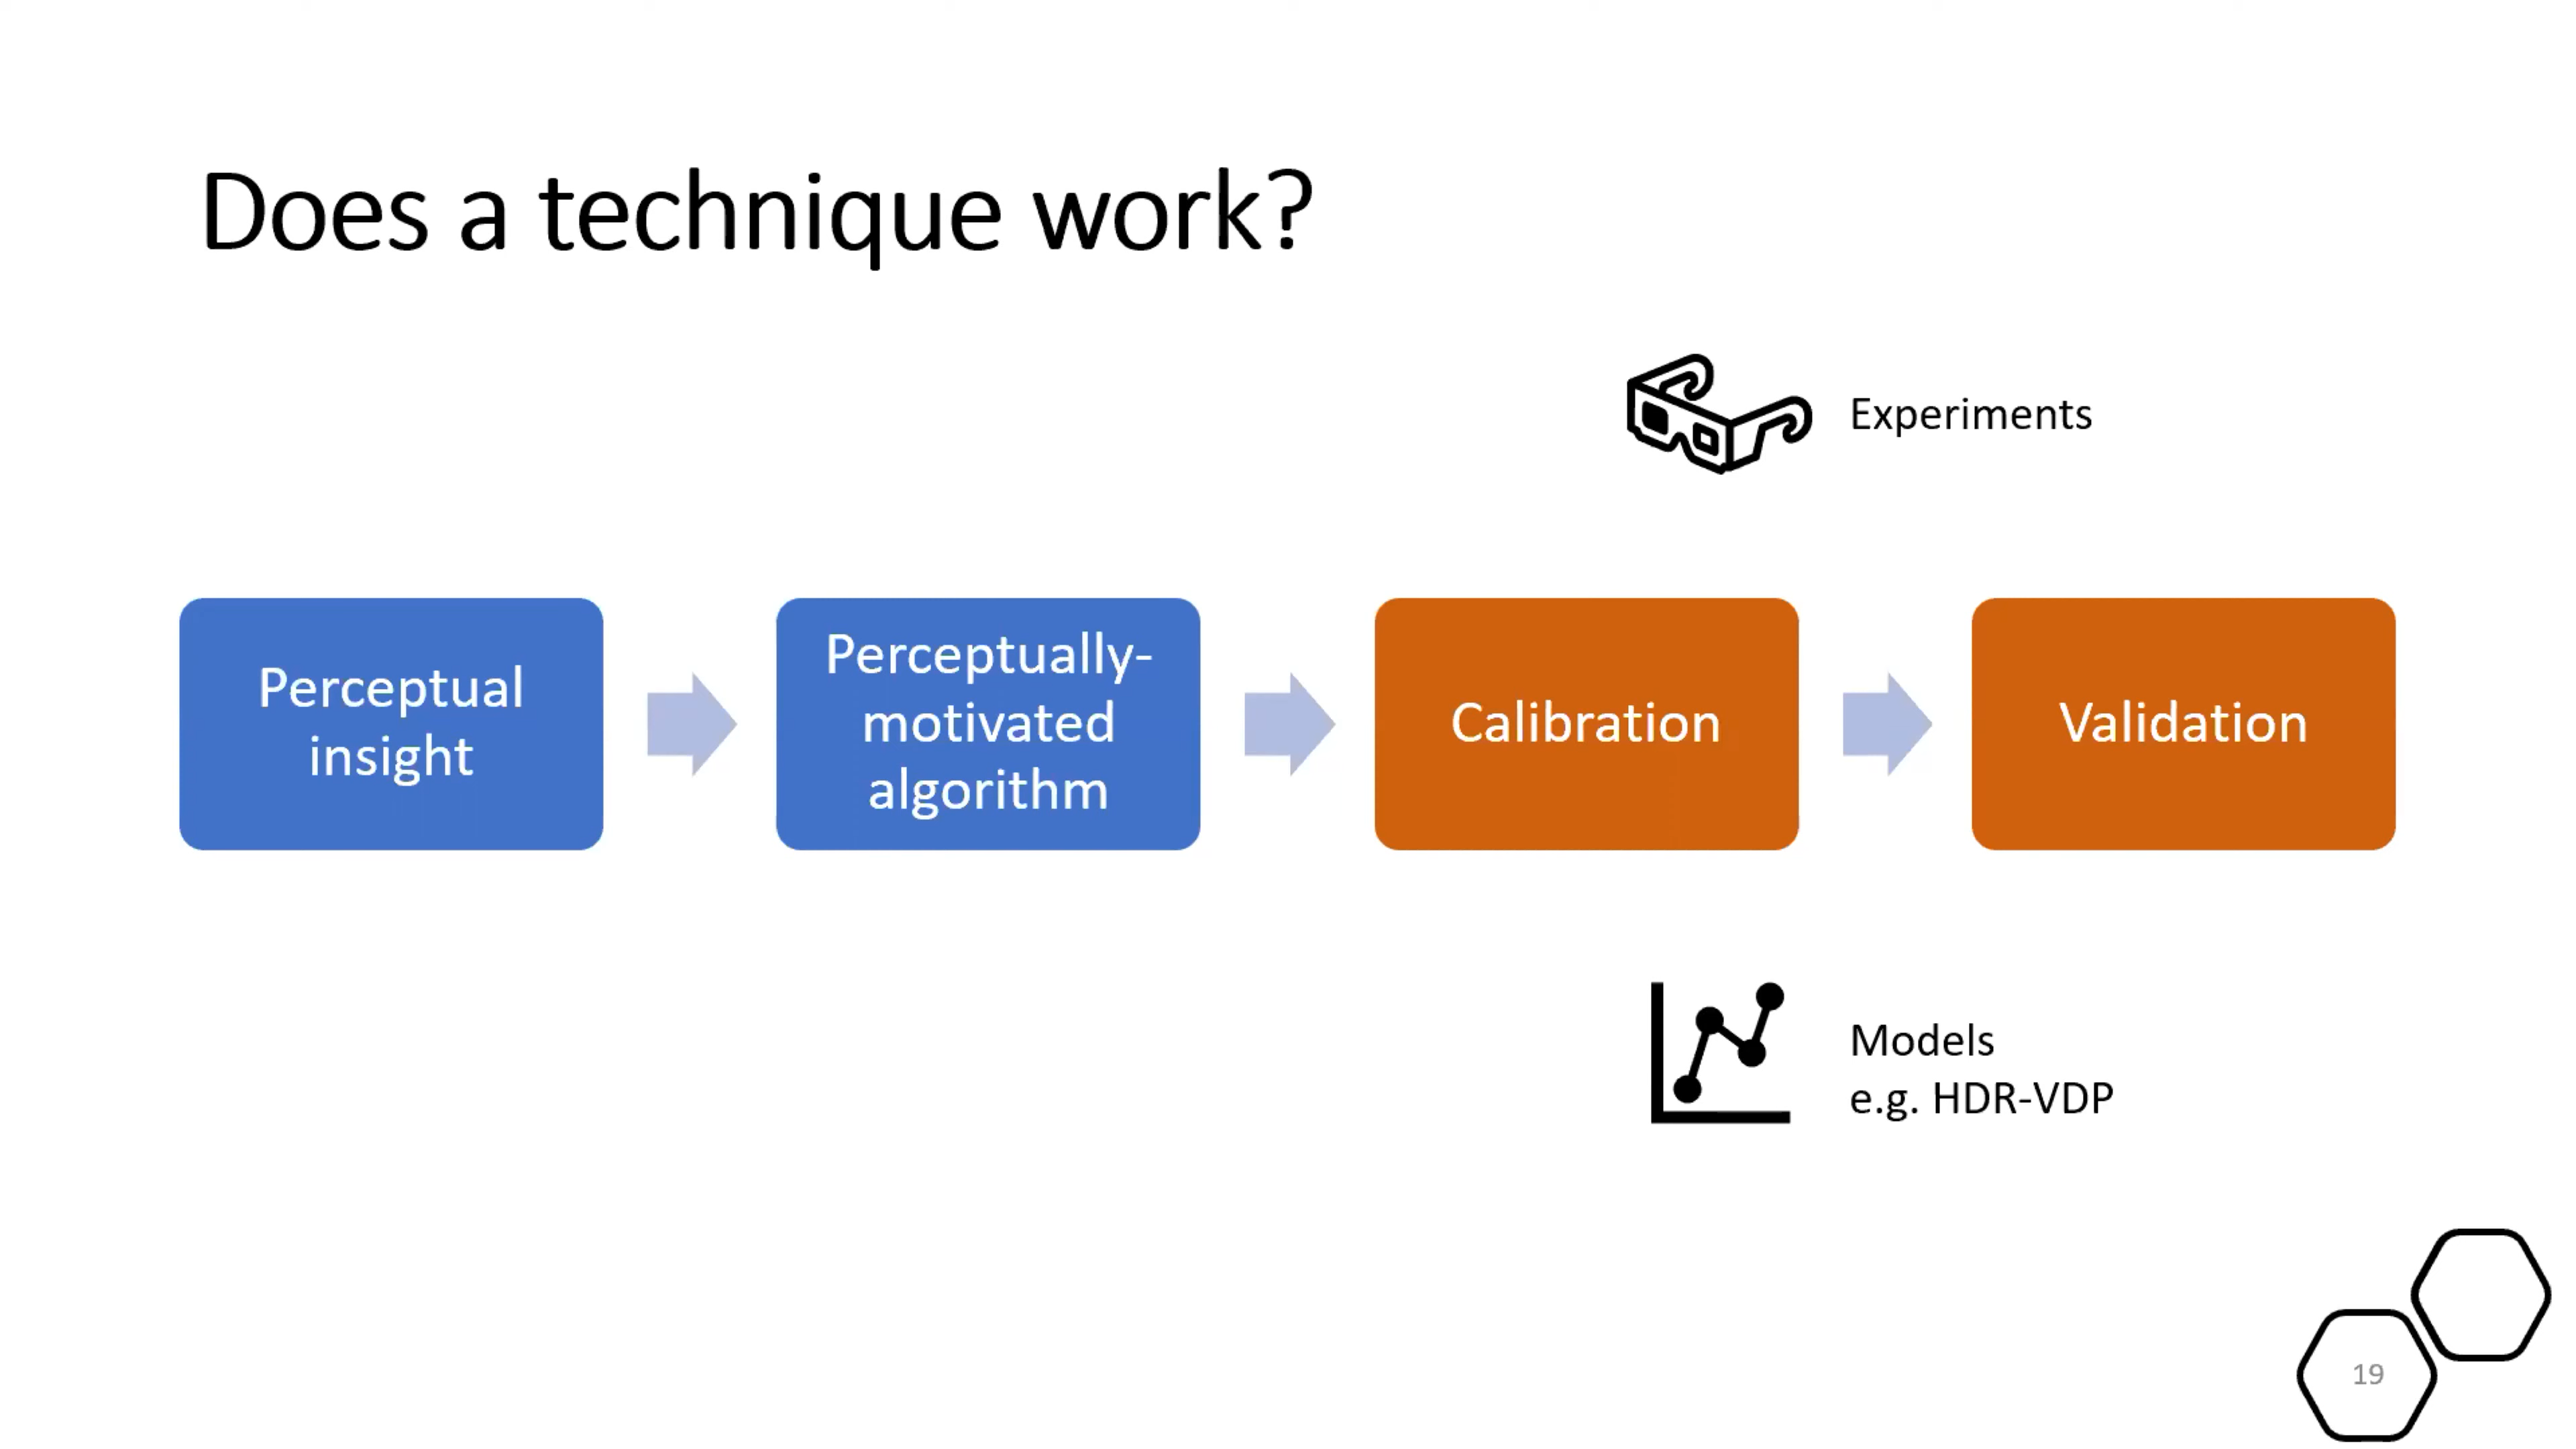 Does a technique work?
Experiments
Perceptual
insight
Perceptually-
motivated
algorithm
Calibration
Validation
Models
e.g. HDR-VDP
19